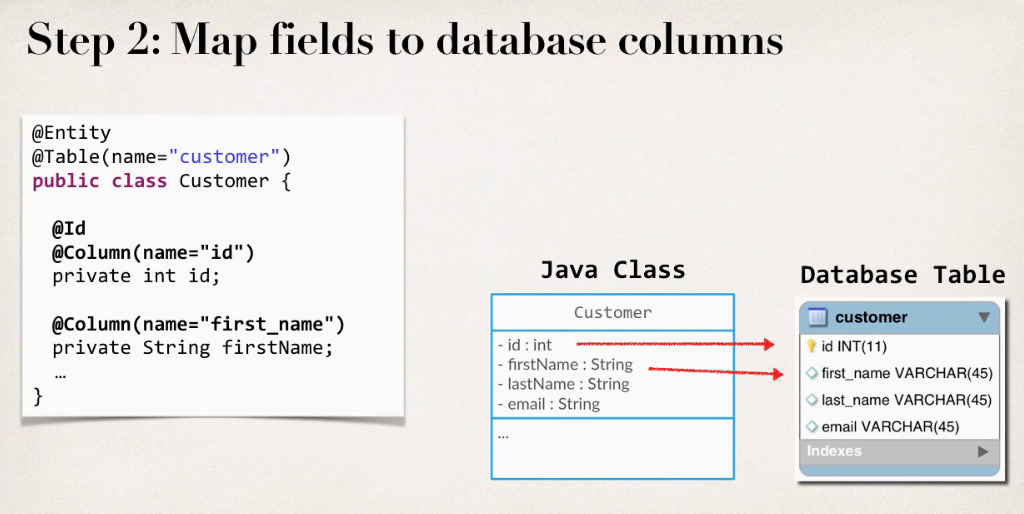 Step 2: Map fields to database columns
@Entity
@Table(name="customer")
public class Customer {
@Id
@Column(name="id")
private int id;
@Column(name="first_name")
private String firstName;
…
}
Java Class
Customer
- id : int
- firstName : String
- lastName : String
- email : String
...
Database Table
customer
id INT(11)
first_name VARCHAR(45)
last_name VARCHAR(45)
email VARCHAR(45)
Indexes